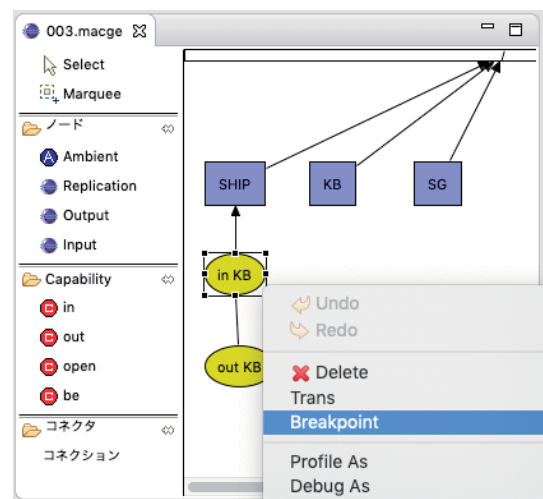 003.macge
Select
Marquee
ノード
Ambient
Replication
Output
Input
Capability
in
out
open
be
コネクタ
コネクション
SHIP
KB
SG
in KB
out KB
Undo
Redo
Delete
Trans
Breakpoint
Profile As
Debug As